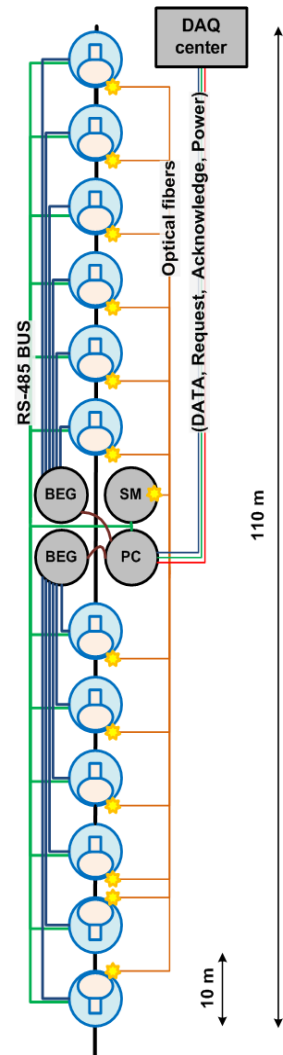 DAQ
center
Optical fibers
(DATA, Request, Acknowledge, Power)
RS-485 BUS
BEG
SM
BEG
PC
110 m
10 m